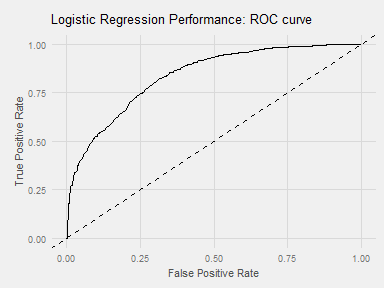 Logistic Regression Performance: ROC curve
1.00
0.75
0.50
0.25
0.00
True Positive Rate
0.00 0.25 0.50 0.75 1.00
False Positive Rate